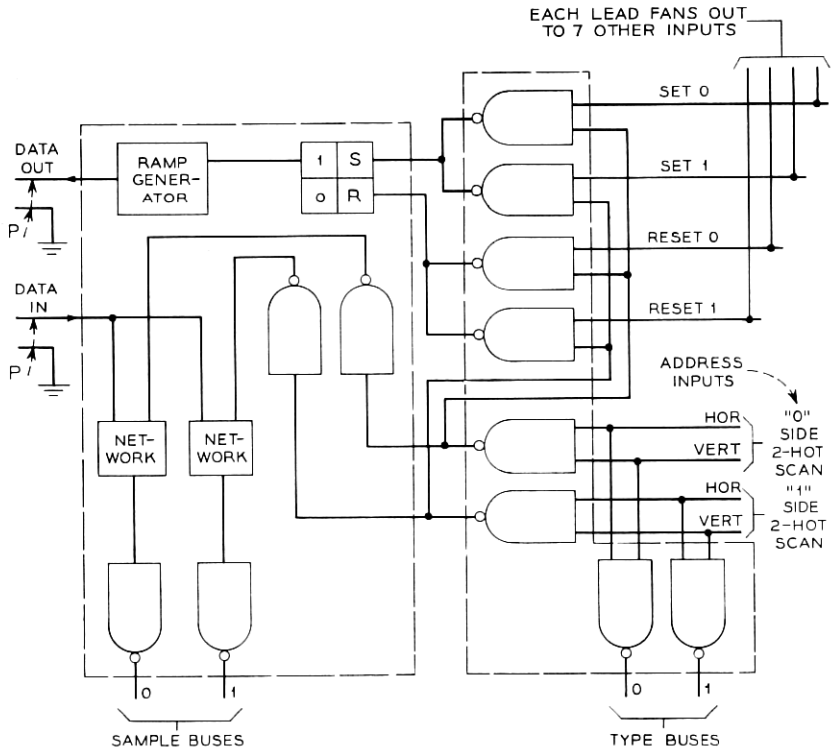 EACH LEAD FANS OUT
TO 7 OTHER INPUTS
SET 0
DATA
OUT
RAMP
GENER-
ATOR
1 S
0 R
SET 1
P/
RESET 0
DATA
IN
RESET 1
P/
ADDRESS
INPUTS
HOR
VERT
"0"
SIDE
2-HOT
SCAN
NET-
WORK
NET-
WORK
HOR
VERT
"1"
SIDE
2-HOT
SCAN
0
1
0
1
SAMPLE BUSES
TYPE BUSES